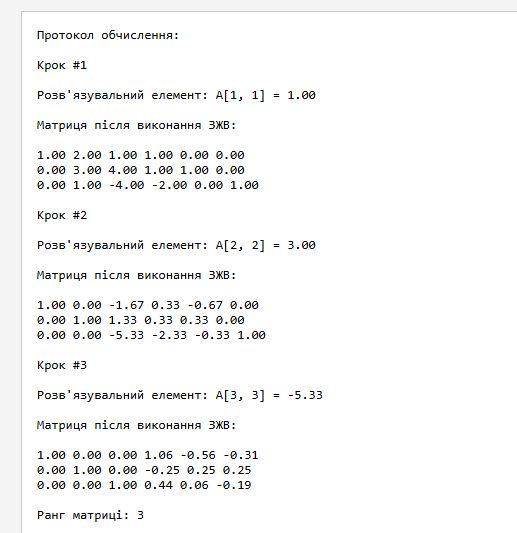 Протокол обчислення:
Крок #1
Розв'язувальний елемент: A[1, 1] = 1.00
Матриця після виконання ЗЖВ:
1.00 2.00 1.00 1.00 0.00 0.00
0.00 3.00 4.00 1.00 1.00 0.00
0.00 1.00 -4.00 -2.00 0.00 1.00
Крок #2
Розв'язувальний елемент: A[2, 2] = 3.00
Матриця після виконання ЗЖВ:
1.00 0.00 -1.67 0.33 -0.67 0.00
0.00 1.00 1.33 0.33 0.33 0.00
0.00 0.00 -5.33 -2.33 -0.33 1.00
Крок #3
Розв'язувальний елемент: A[3, 3] = -5.33
Матриця після виконання ЗЖВ:
1.00 0.00 0.00 1.06 -0.56 -0.31
0.00 1.00 0.00 -0.25 0.25 0.25
0.00 0.00 1.00 0.44 0.06 -0.19
Ранг матриці: 3